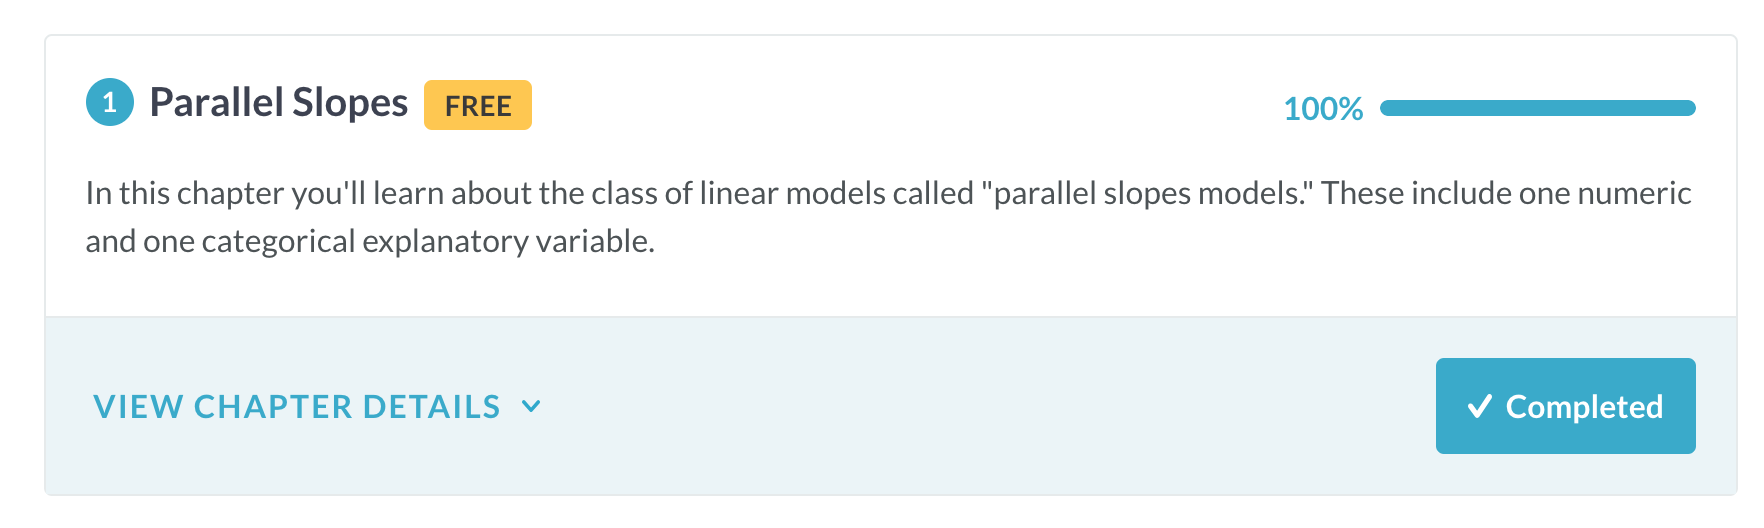 1 Parallel Slopes FREE 100%
In this chapter you'll learn about the class of linear models called "parallel slopes models." These include one numeric
and one categorical explanatory variable.
VIEW CHAPTER DETAILS Completed